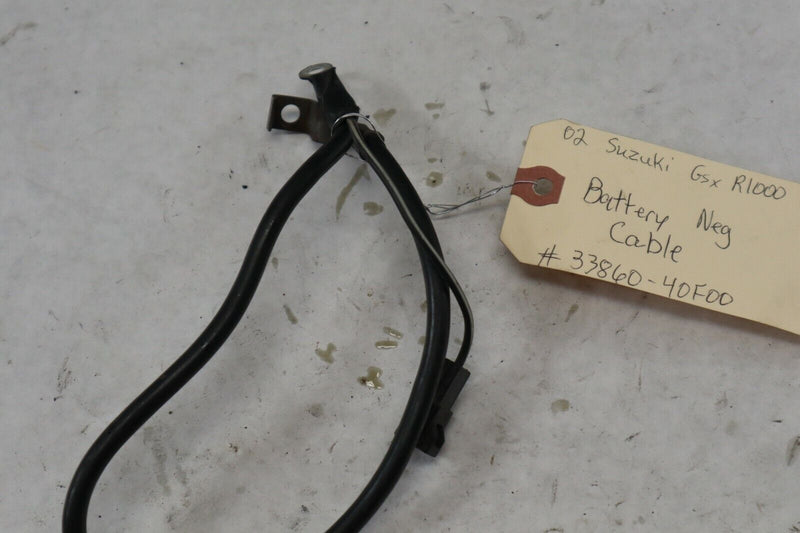 02 Suzuki Gsx R1000
Battery Neg
Cable
# 33860-40F00